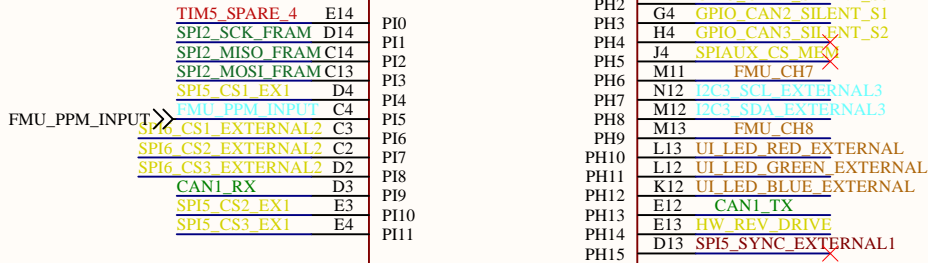 PH2
TIM5_SPARE_4 E14 PI0 PH3 G4 GPIO_CAN2_SILENT_S1
SPI2_SCK_FRAM D14 PI1 PH4 H4 GPIO_CAN3_SILENT_S2
SPI2_MISO_FRAM C14 PI2 PH5 J4 SPIAUX_CS_MEM
SPI2_MOSI_FRAM C13 PI3 PH6 M11 FMU_CH7
SPI5_CS1_EX1 D4 PI4 PH7 N12 I2C3_SCL_EXTERNAL3
FMU_PPM_INPUT FMU_PPM_INPUT C4 PI5 PH8 M12 I2C3_SDA_EXTERNAL3
SPI6_CS1_EXTERNAL2 C3 PI6 PH9 M13 FMU_CH8
SPI6_CS2_EXTERNAL2 C2 PI7 PH10 L13 UI_LED_RED_EXTERNAL
SPI6_CS3_EXTERNAL2 D2 PI8 PH11 L12 UI_LED_GREEN_EXTERNAL
CAN1_RX D3 PI9 PH12 K12 UI_LED_BLUE_EXTERNAL
SPI5_CS2_EX1 E3 PI10 PH13 E12 CAN1_TX
SPI5_CS3_EX1 E4 PI11 PH14 E13 HW_REV_DRIVE
PH15 D13 SPI5_SYNC_EXTERNAL1